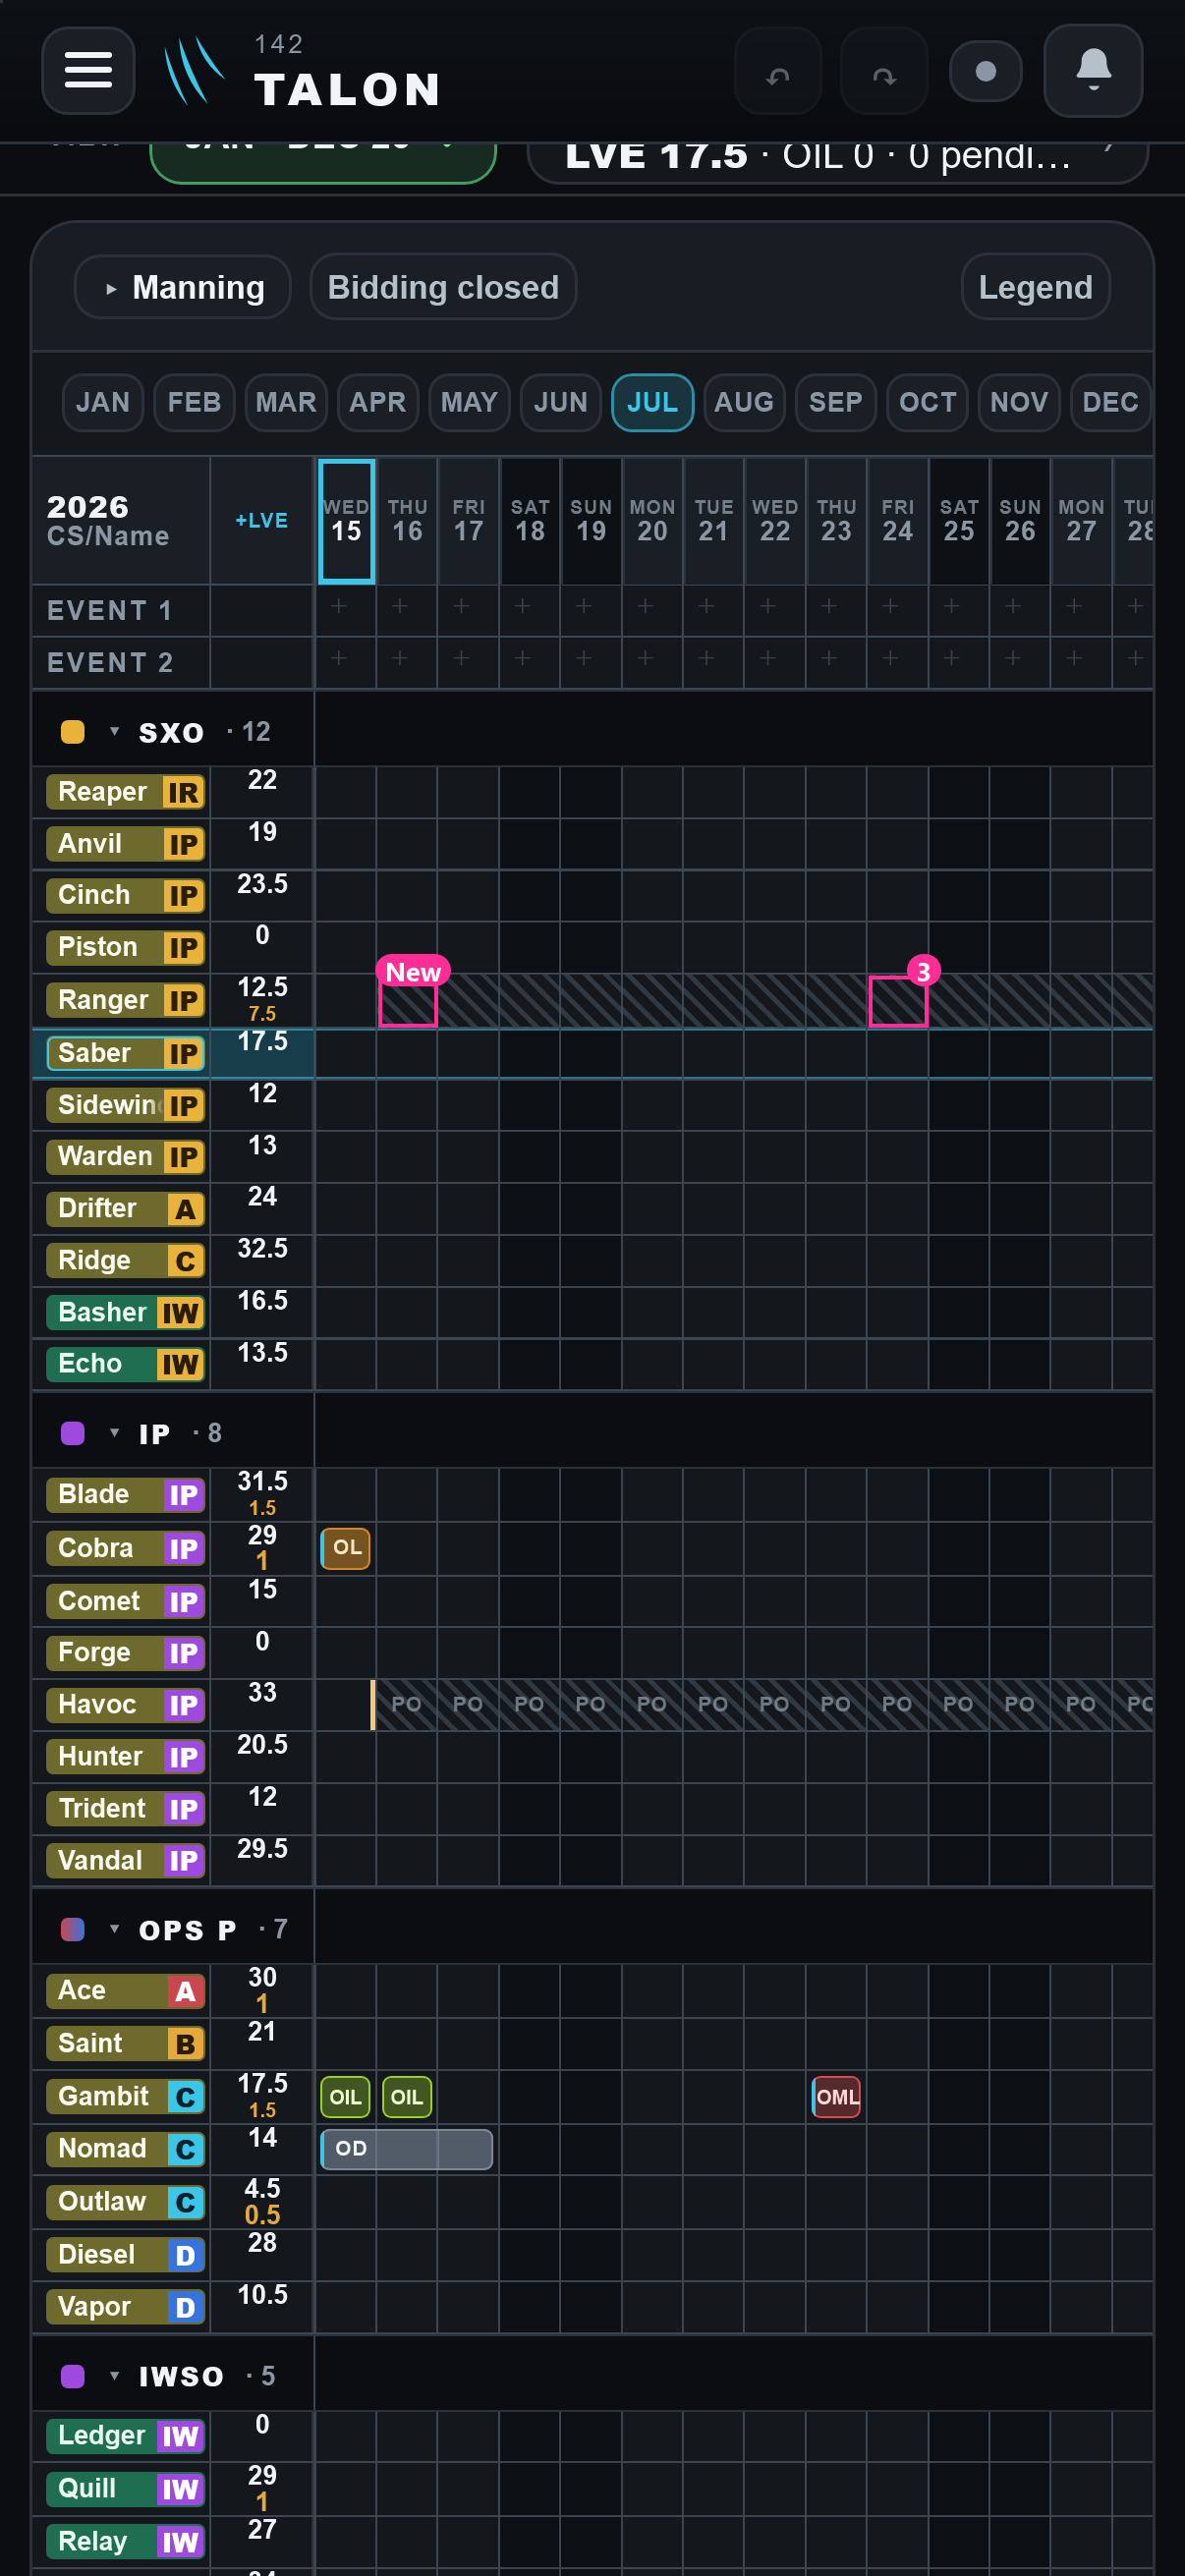 142
TALON
LVE 17.5 · OIL 0 · 0 pendi...
▸ Manning Bidding closed Legend
JAN FEB MAR APR MAY JUN JUL AUG SEP OCT NOV DEC
WED THU FRI SAT SUN MON TUE WED THU FRI SAT SUN MON
2026 +LVE 15 16 17 18 19 20 21 22 23 24 25 26 27 28
CS/Name
EVENT 1 + + + + + + + + + + + + + +
EVENT 2 + + + + + + + + + + + + + +
▾ SXO · 12
Reaper IR 22
Anvil IP 19
Cinch IP 23.5
Piston IP 0
New 3
Ranger IP 12.5
7.5
Saber IP 17.5
IP 12
Warden IP 13
Drifter A 24
Ridge C 32.5
Basher IW 16.5
Echo IW 13.5
▾ IP · 8
Blade IP 31.5
1.5
Cobra IP 29 OL
1
Comet IP 15
Forge IP 0
Havoc IP 33 PO PO PO PO PO PO PO PO PO PO PO PO
Hunter IP 20.5
Trident IP 12
Vandal IP 29.5
▾ OPS P · 7
Ace A 30
1
Saint B 21
Gambit C 17.5 OIL OIL OML
1.5
Nomad C 14 OD
Outlaw C 4.5
0.5
Diesel D 28
Vapor D 10.5
▾ IWSO · 5
Ledger IW 0
Quill IW 29
1
Relay IW 27